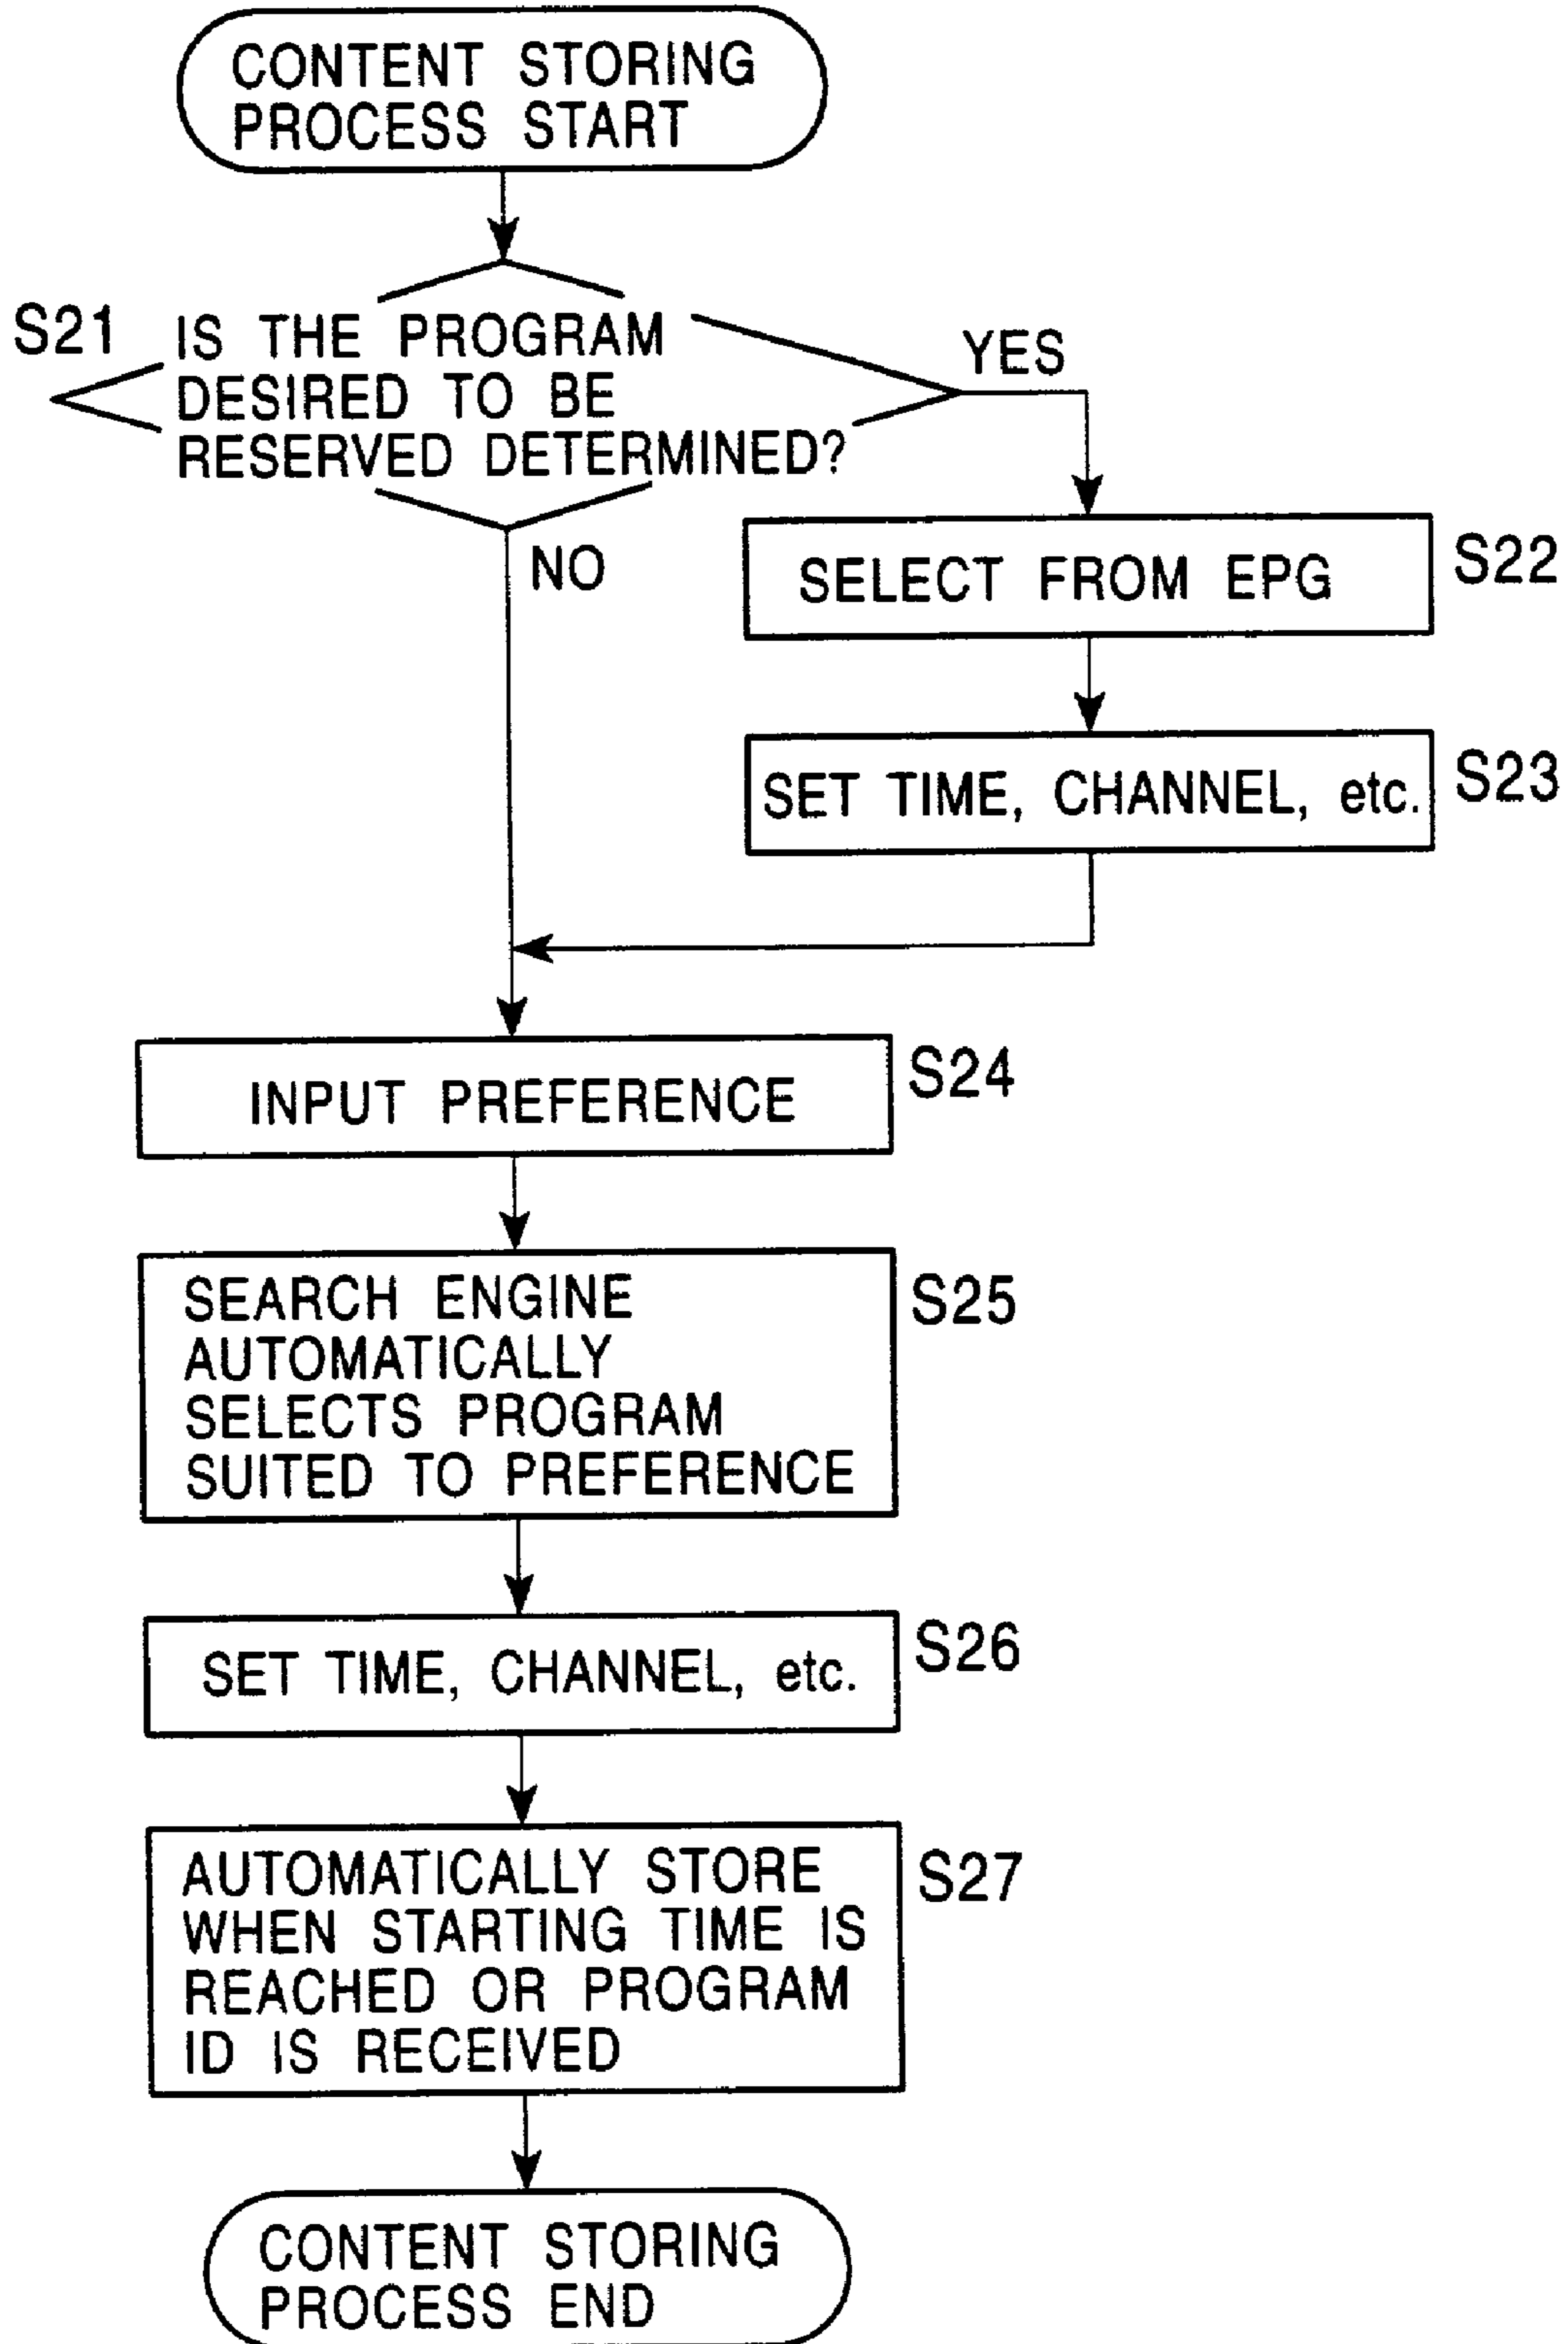 CONTENT STORING
PROCESS START
S21
IS THE PROGRAM
DESIRED TO BE
RESERVED DETERMINED?
YES
NO
SELECT FROM EPG
S22
SET TIME, CHANNEL, etc.
S23
INPUT PREFERENCE
S24
SEARCH ENGINE
AUTOMATICALLY
SELECTS PROGRAM
SUITED TO PREFERENCE
S25
SET TIME, CHANNEL, etc.
S26
AUTOMATICALLY STORE
WHEN STARTING TIME IS
REACHED OR PROGRAM
ID IS RECEIVED
S27
CONTENT STORING
PROCESS END